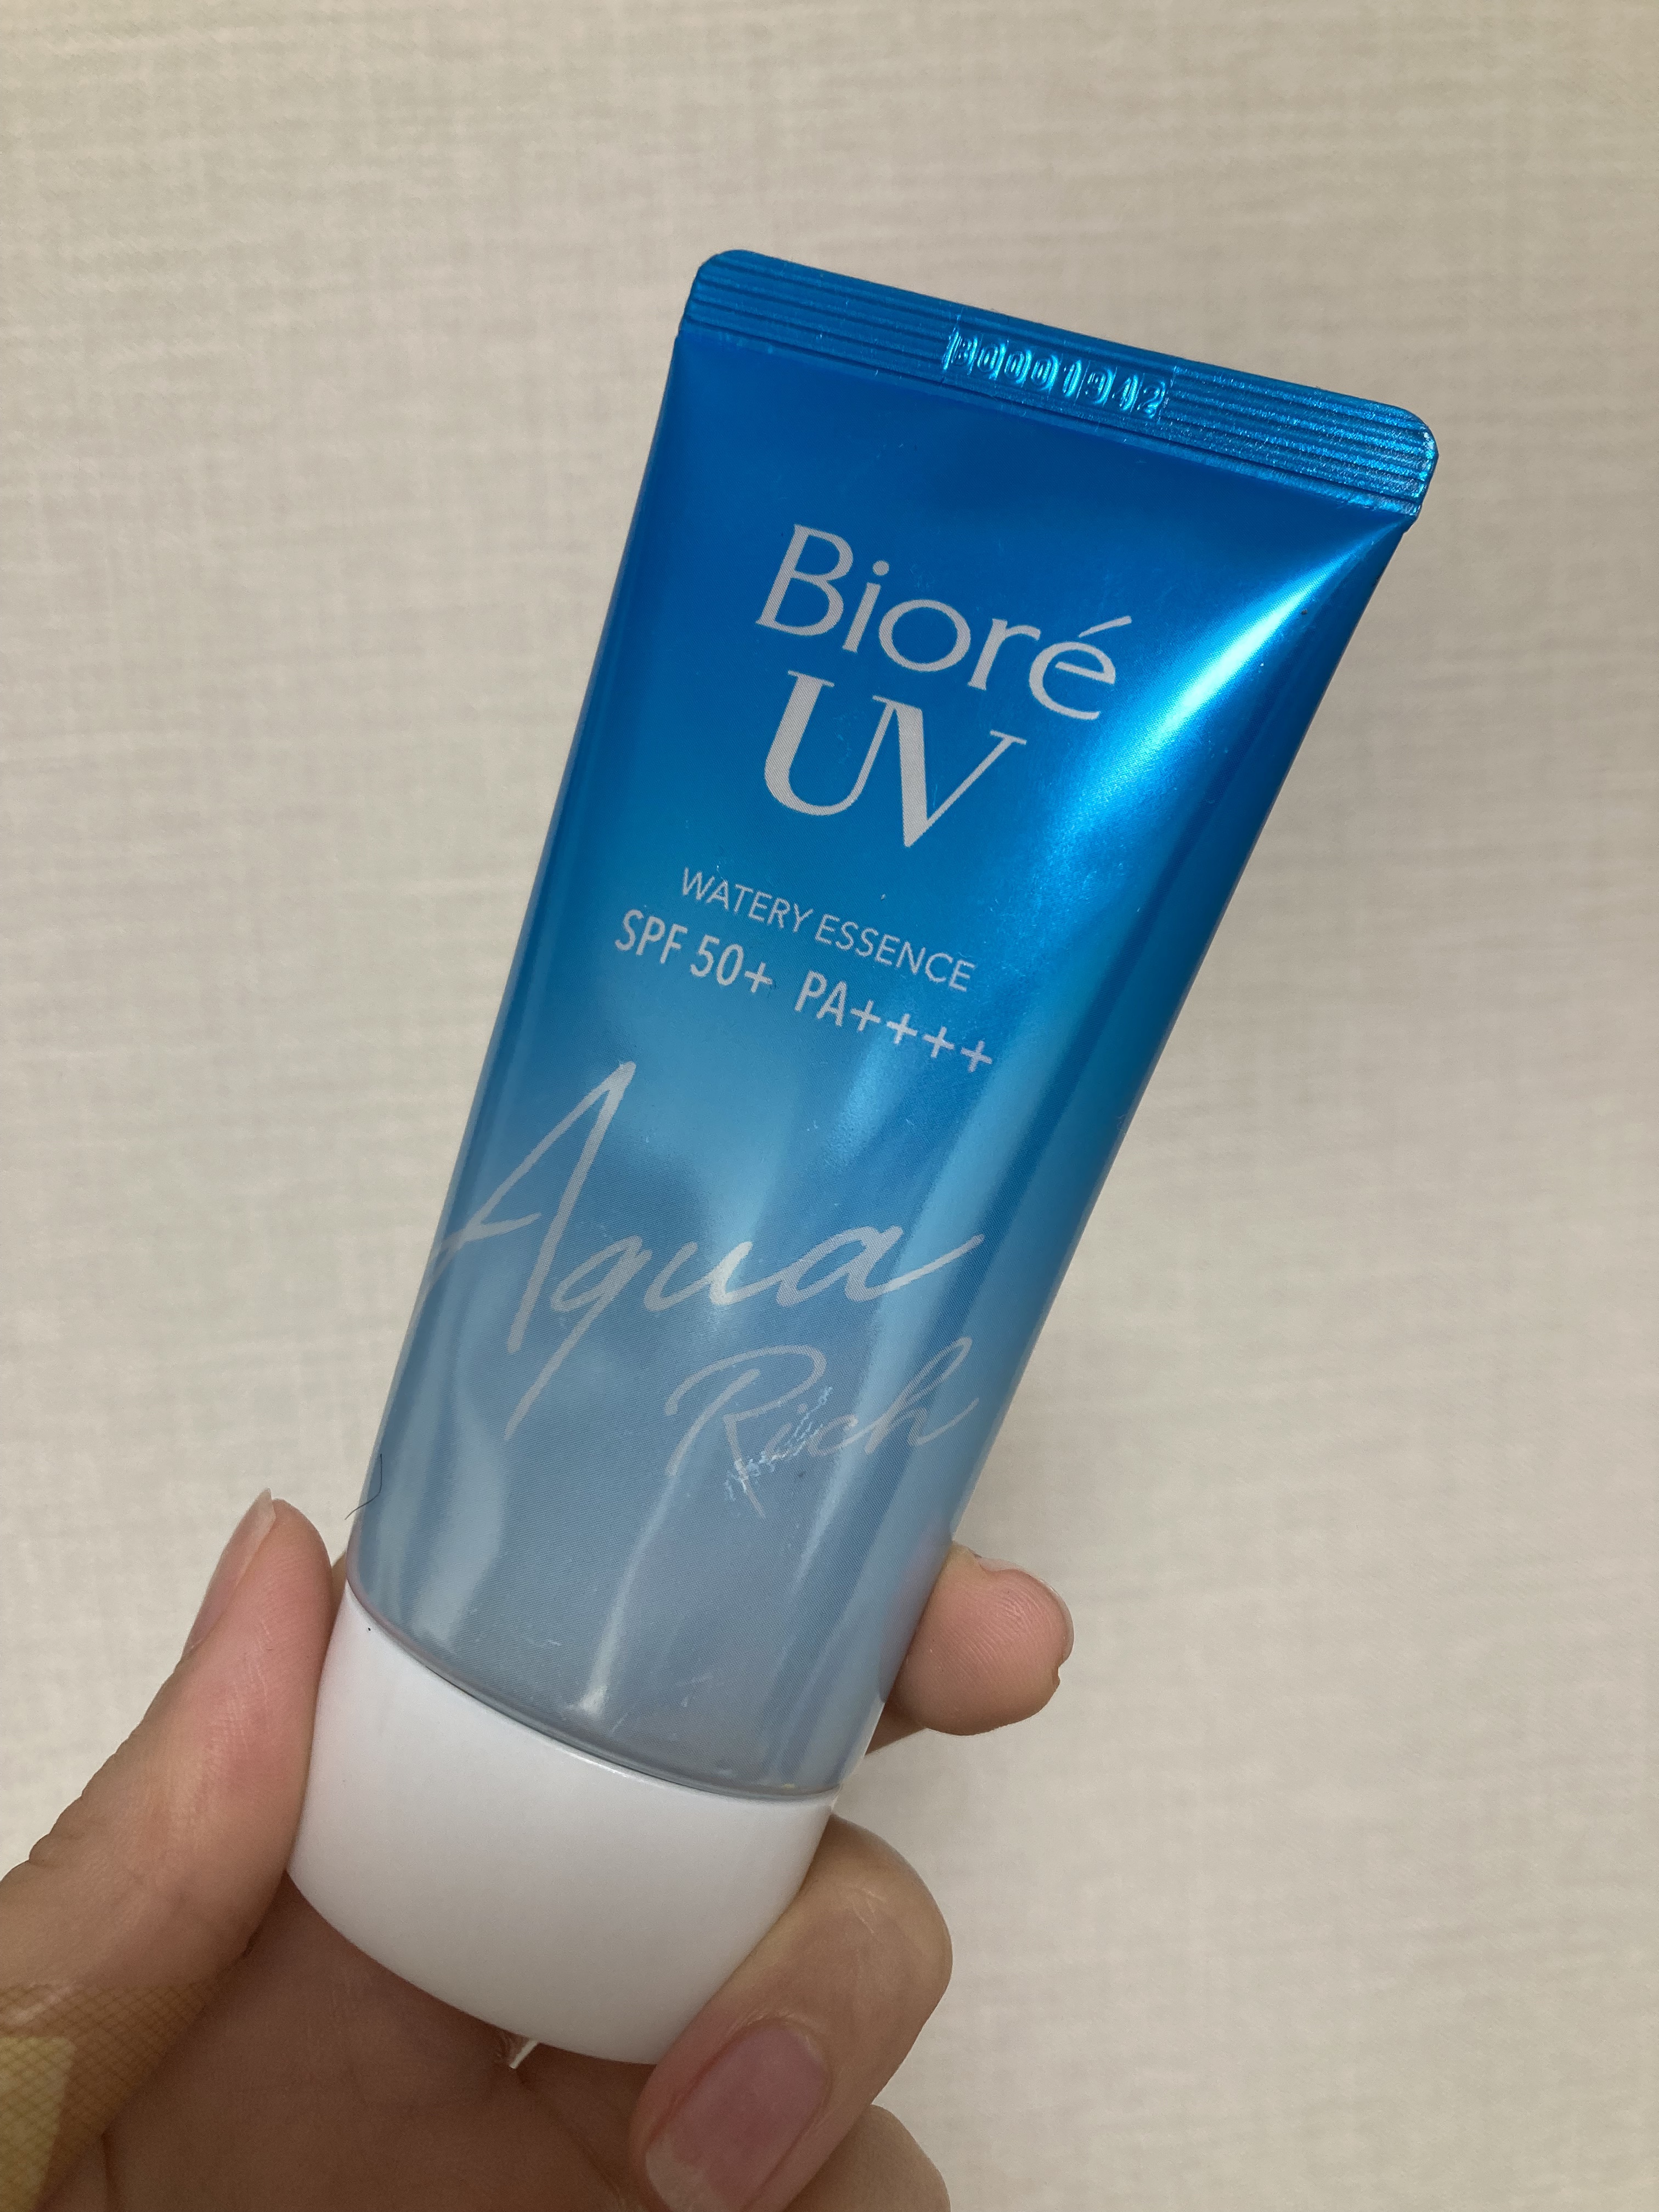 B0001942
Bioré
UV
WATERY ESSENCE
SPF 50+ PA++++
Aqua
Rich